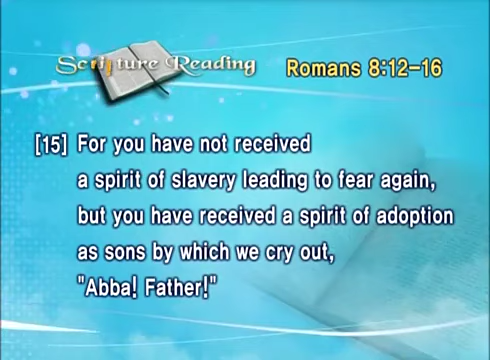 Scripture Reading
Romans 8:12-16
[15] For you have not received
a spirit of slavery leading to fear again,
but you have received a spirit of adoption
as sons by which we cry out,
"Abba! Father!"